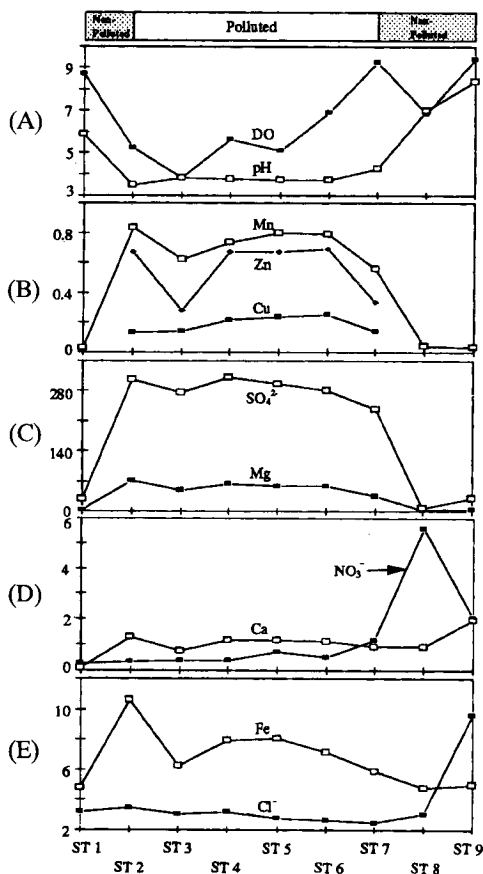 Non-
Polluted
Polluted
Non-
Polluted
(A)
9
7
5
3
DO
pH
(B)
0.8
0.4
0
Mn
Zn
Cu
(C)
280
140
0
SO₄²⁻
Mg
(D)
6
4
2
0
NO₃⁻
Ca
(E)
10
6
2
Fe
Cl⁻
ST 1 ST 3 ST 5 ST 7 ST 9
ST 2 ST 4 ST 6 ST 8